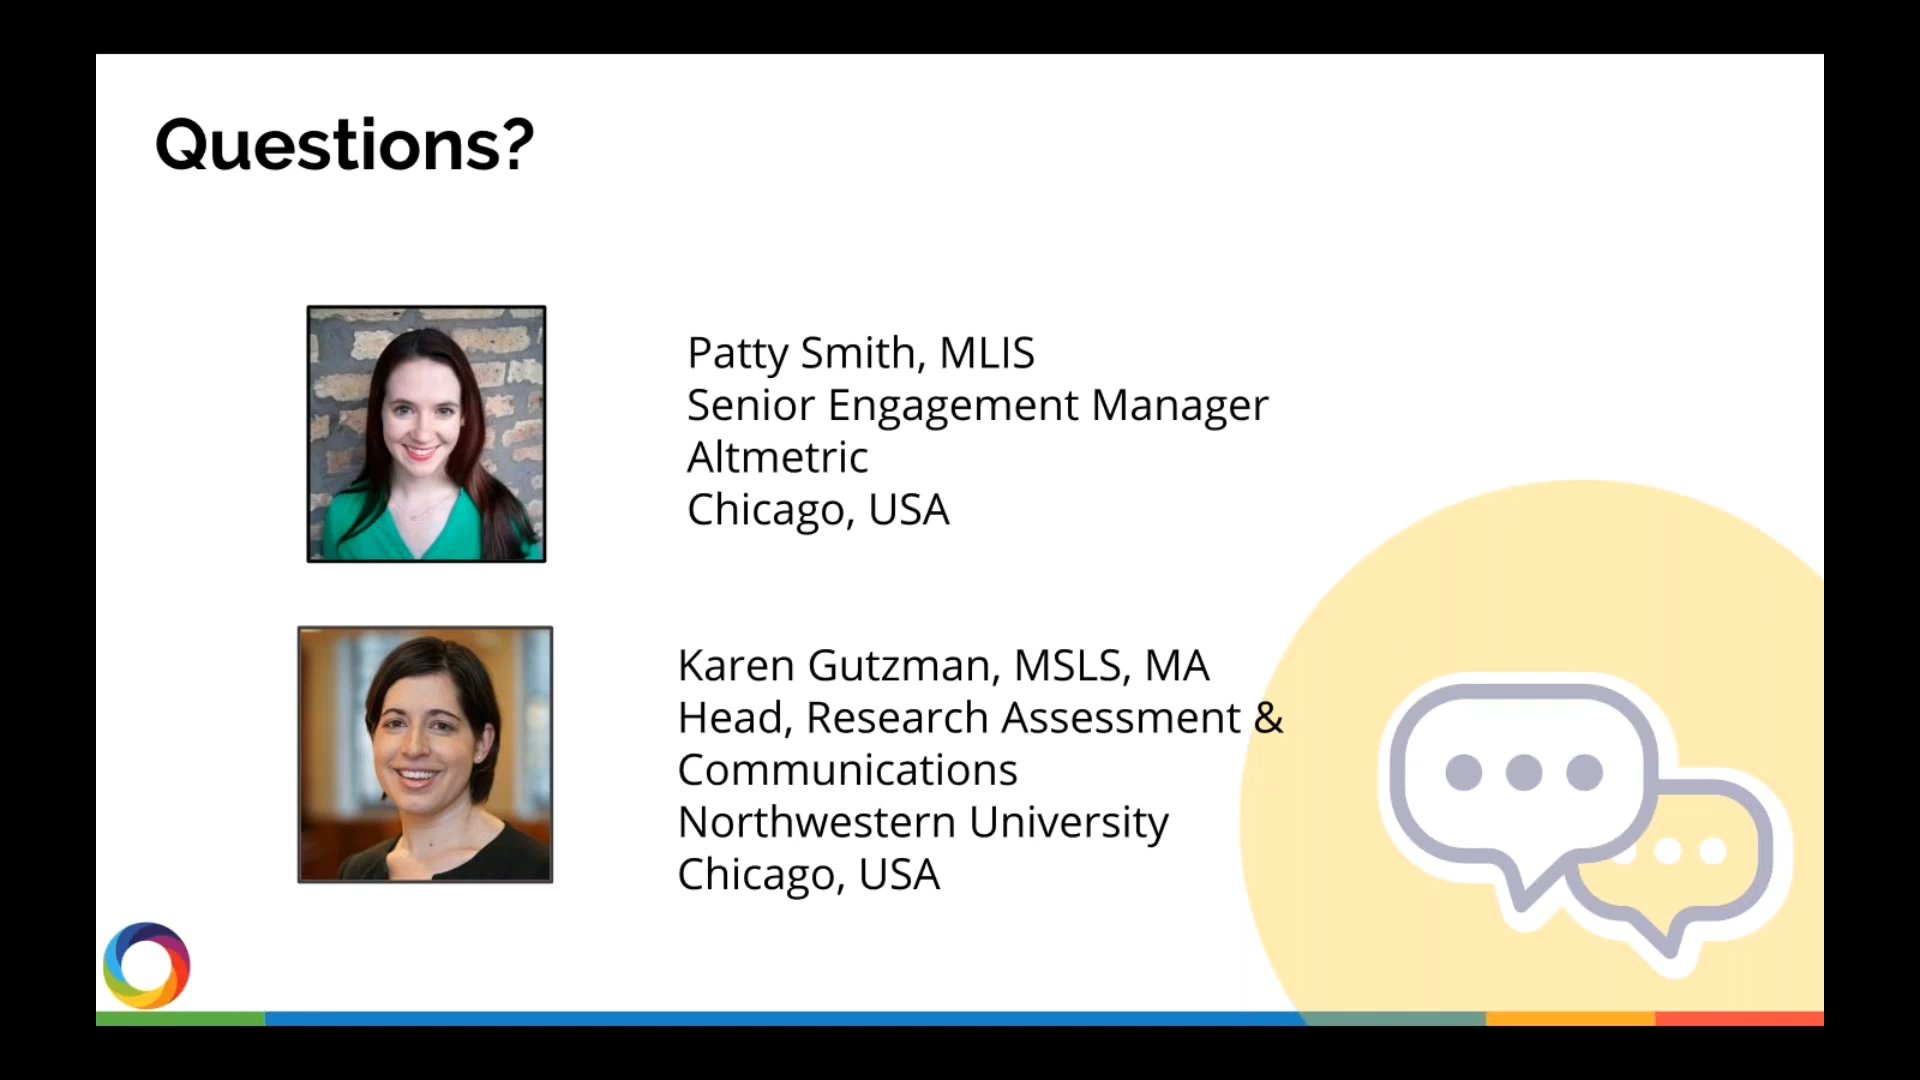 Questions?
Patty Smith, MLIS
Senior Engagement Manager
Altmetric
Chicago, USA
Karen Gutzman, MSLS, MA
Head, Research Assessment &
Communications
Northwestern University
Chicago, USA